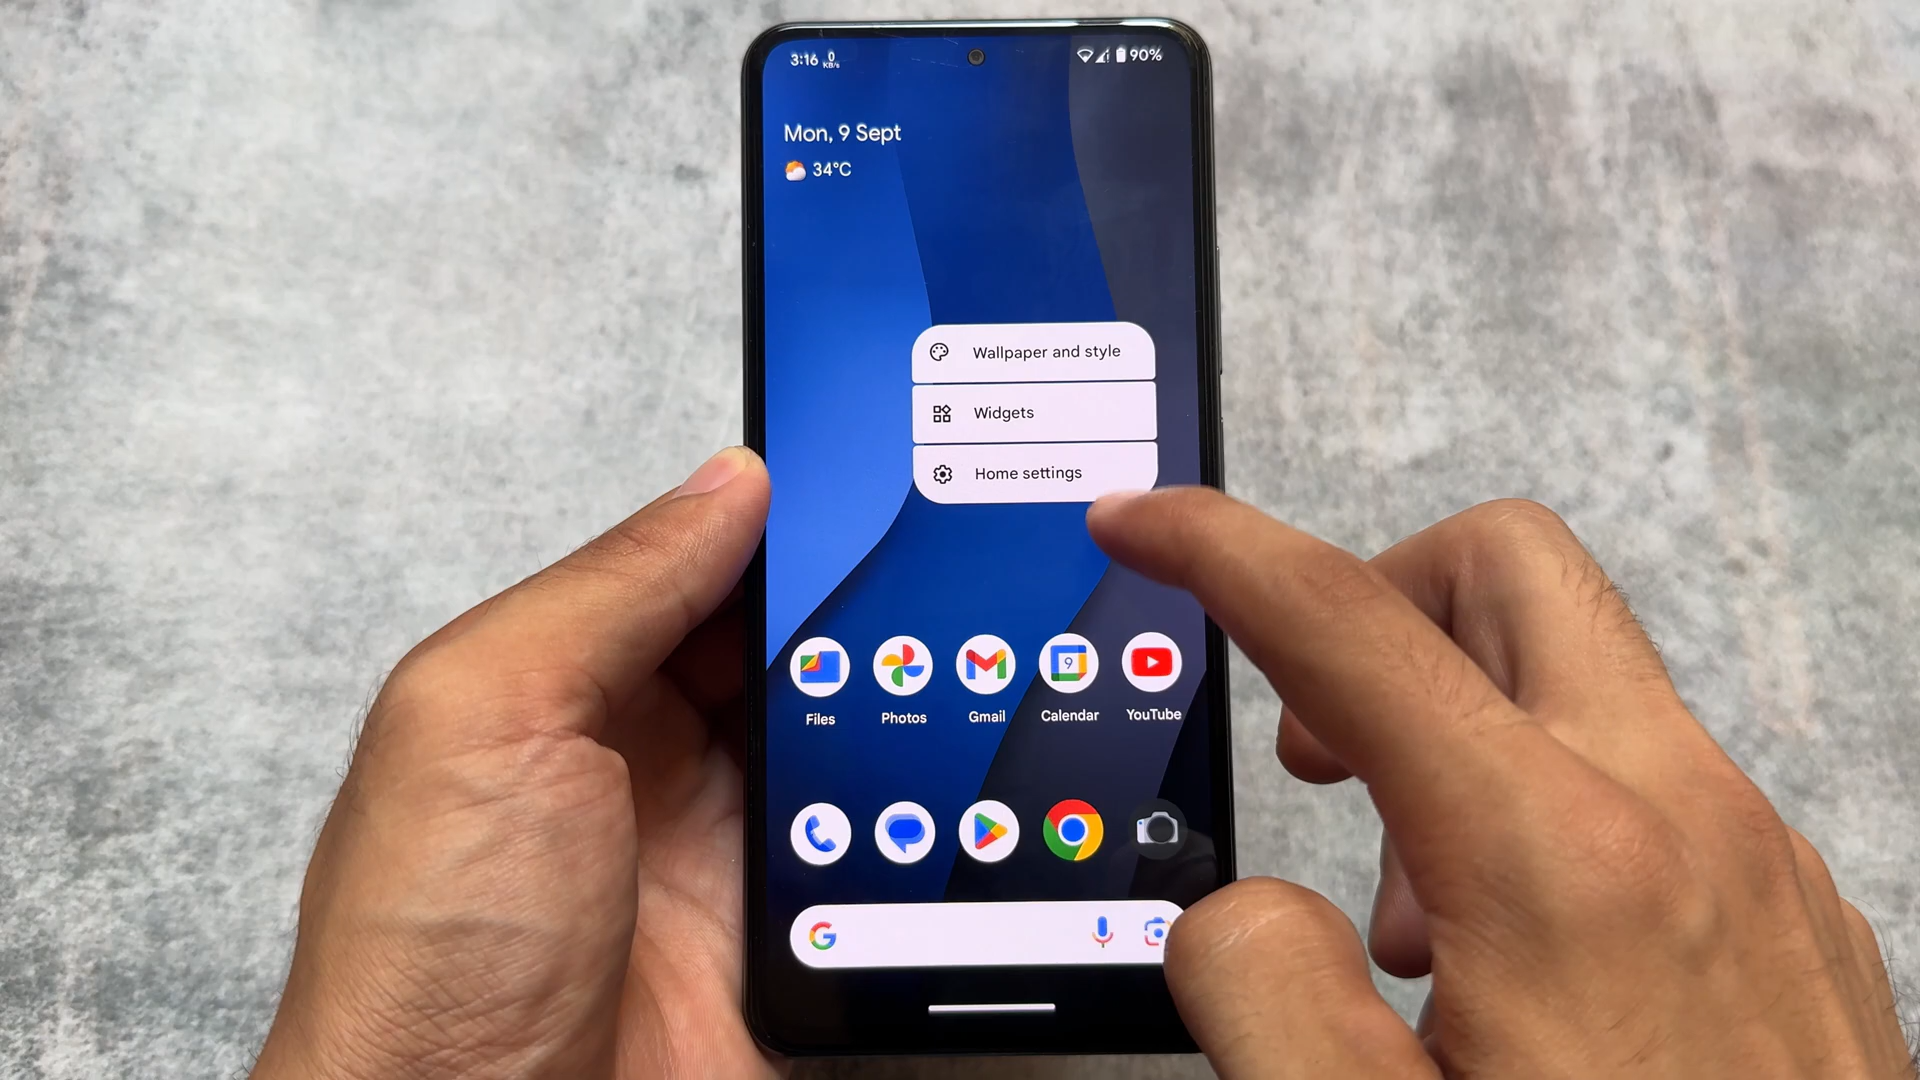 3:16 0 KB/s 90%
Mon, 9 Sept
34°C
Wallpaper and style
Widgets
Home settings
9
Files Photos Gmail Calendar YouTube
G